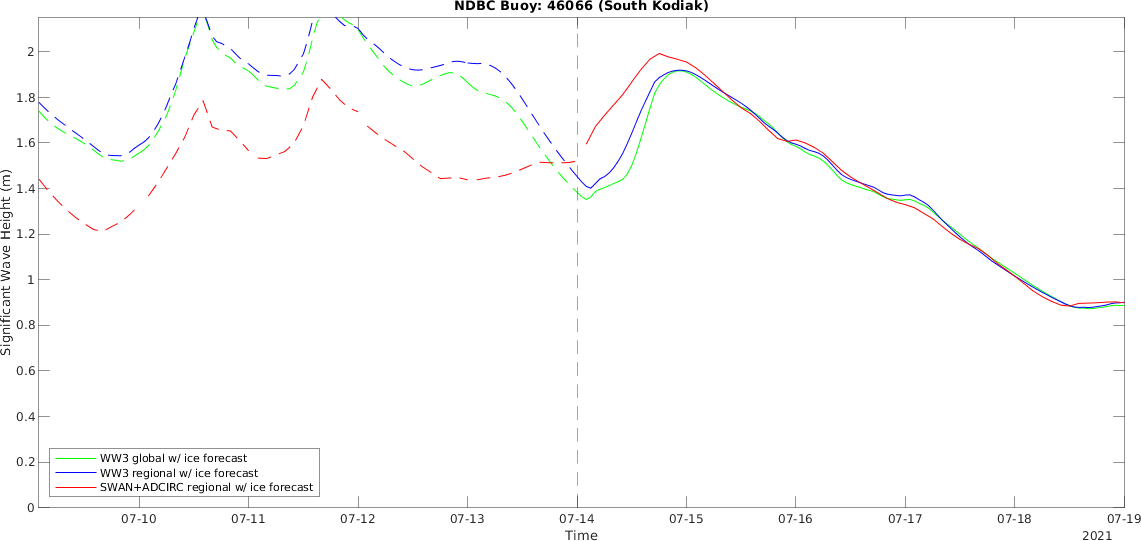 NDBC Buoy: 46066 (South Kodiak)
Significant Wave Height (m)
2
1.8
1.6
1.4
1.2
1
0.8
0.6
0.4
0.2
0
WW3 global w/ ice forecast
WW3 regional w/ ice forecast
SWAN+ADCIRC regional w/ ice forecast
07-10 07-11 07-12 07-13 07-14 07-15 07-16 07-17 07-18 07-19
Time
2021